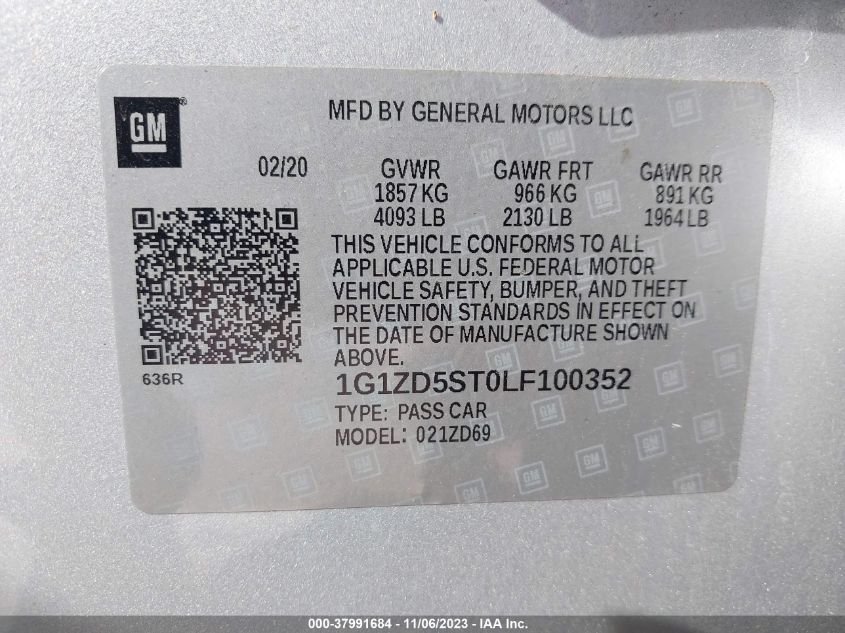 GM ®
MFD BY GENERAL MOTORS LLC
02/20 GVWR GAWR FRT GAWR RR
1857 KG 966 KG 891 KG
4093 LB 2130 LB 1964 LB
THIS VEHICLE CONFORMS TO ALL
APPLICABLE U.S. FEDERAL MOTOR
VEHICLE SAFETY, BUMPER, AND THEFT
PREVENTION STANDARDS IN EFFECT ON
THE DATE OF MANUFACTURE SHOWN
ABOVE.
636R
1G1ZD5ST0LF100352
TYPE: PASS CAR
MODEL: 021ZD69
000-37991684 - 11/06/2023 - IAA Inc.